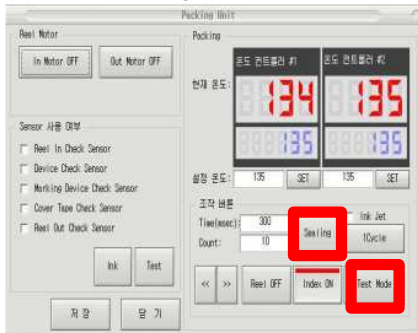 Packing Unit
Reel Motor
In Motor OFF
Out Motor OFF
Sensor 사용 여부
Reel In Check Sensor
Device Check Sensor
Marking Device Check Sensor
Cover Tape Check Sensor
Reel Out Check Sensor
Ink
Test
저 장
닫 기
Packing
온도 컨트롤러 #1
온도 컨트롤러 #2
현재 온도:
134
135
135
135
설정 온도:
135
SET
135
SET
조작 버튼
Time(msec):
300
Count:
10
Sealing
Ink Jet
1Cycle
<<
>>
Reel OFF
Index ON
Test Mode